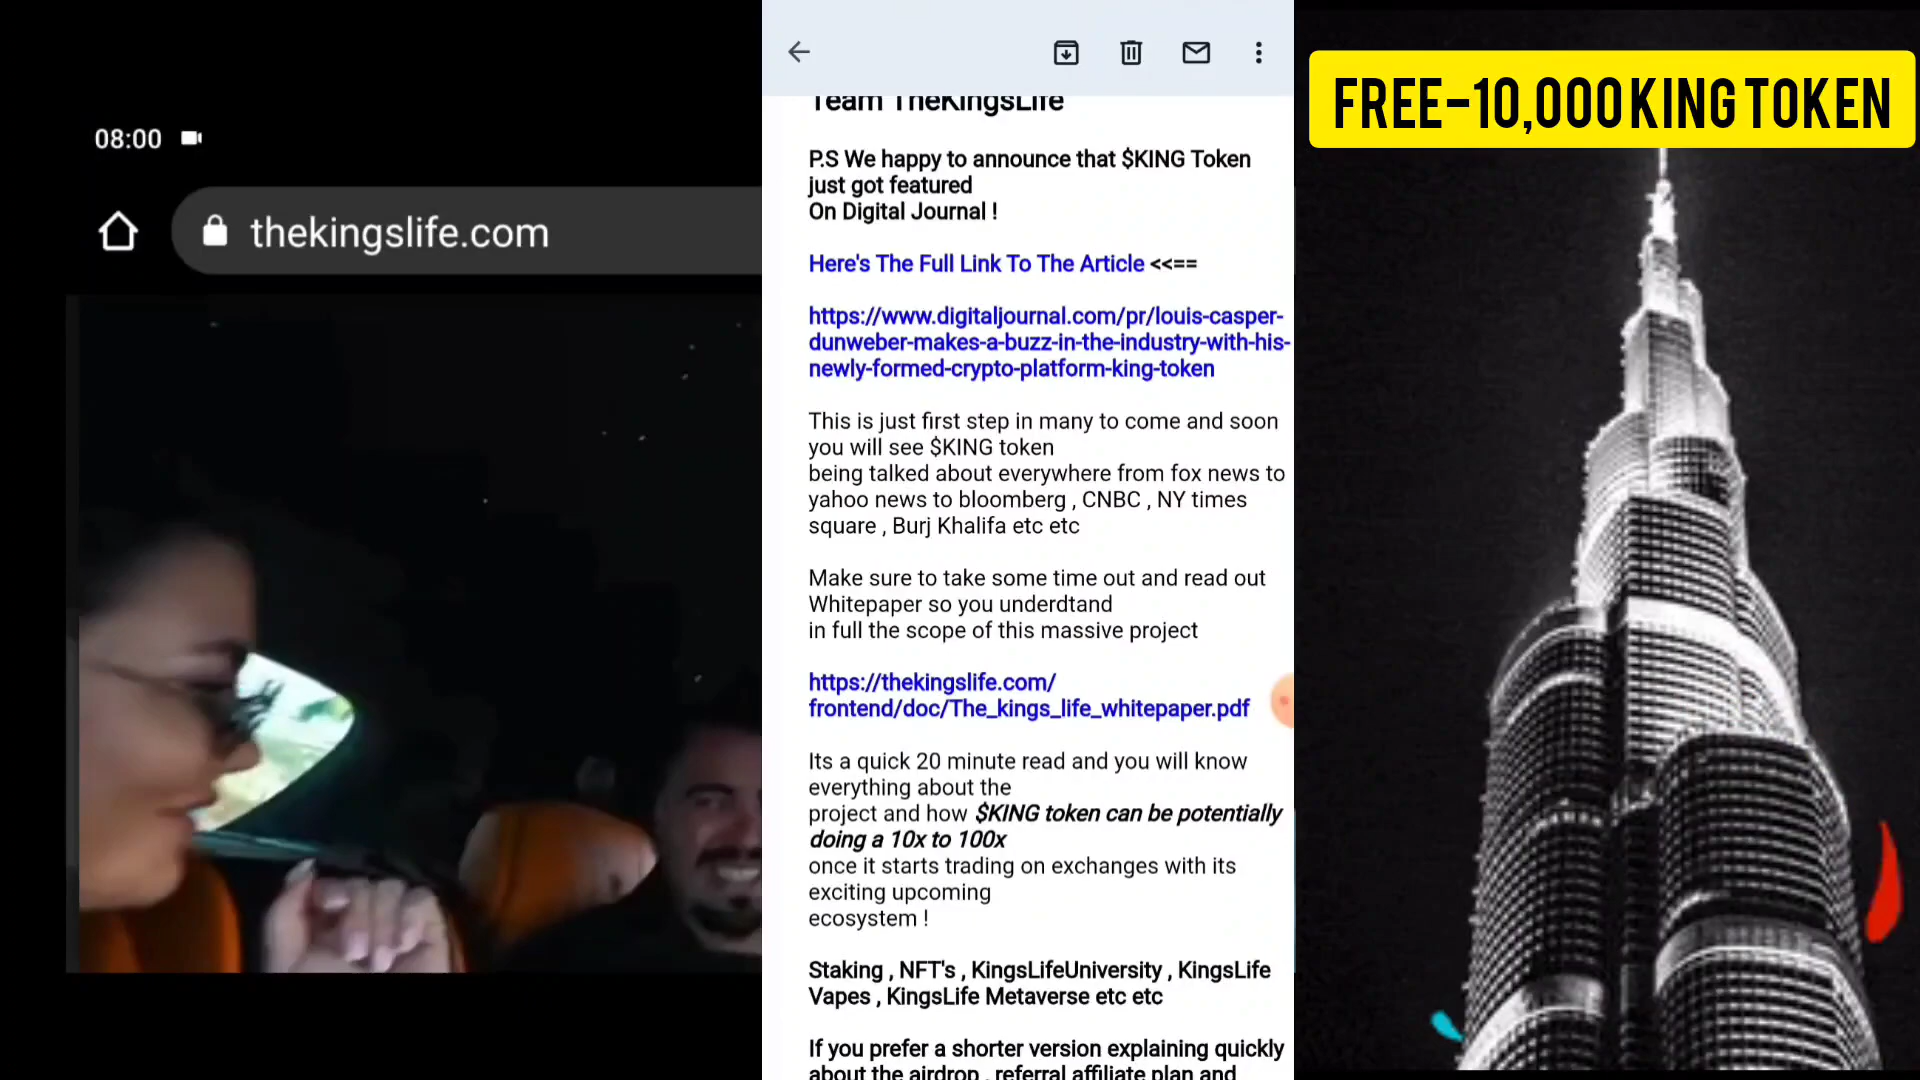 08:00
thekingslife.com
Team TheKingsLife
P.S We happy to announce that $KING Token
just got featured
On Digital Journal !
Here's The Full Link To The Article <<==
https://www.digitaljournal.com/pr/louis-casper-
dunweber-makes-a-buzz-in-the-industry-with-his-
newly-formed-crypto-platform-king-token
This is just first step in many to come and soon
you will see $KING token
being talked about everywhere from fox news to
yahoo news to bloomberg , CNBC , NY times
square , Burj Khalifa etc etc
Make sure to take some time out and read out
Whitepaper so you underdtand
in full the scope of this massive project
https://thekingslife.com/
frontend/doc/The_kings_life_whitepaper.pdf
Its a quick 20 minute read and you will know
everything about the
project and how $KING token can be potentially
doing a 10x to 100x
once it starts trading on exchanges with its
exciting upcoming
ecosystem !
Staking , NFT's , KingsLifeUniversity , KingsLife
Vapes , KingsLife Metaverse etc etc
If you prefer a shorter version explaining quickly
about the airdrop , referral affiliate plan and
FREE-10,000 KING TOKEN